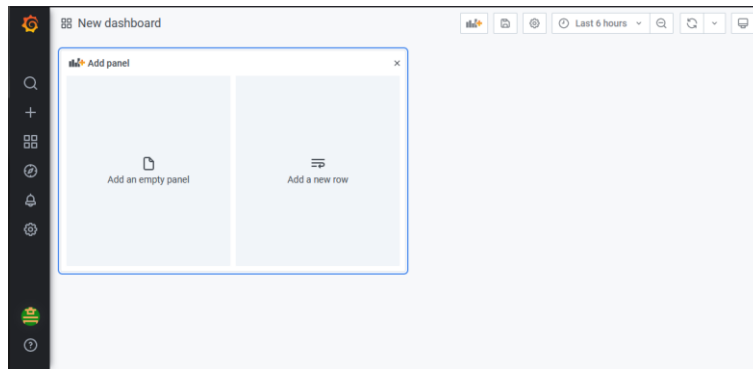 New dashboard
Last 6 hours
Add panel
Add an empty panel
Add a new row